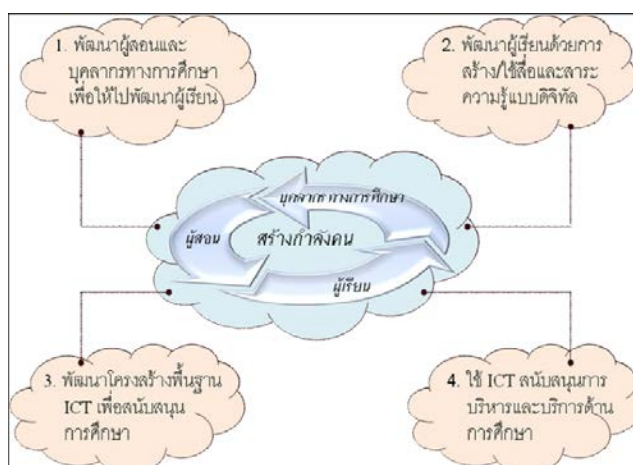 1. พัฒนาผู้สอนและ
บุคลากรทางการศึกษา
เพื่อให้ไปพัฒนาผู้เรียน
2. พัฒนาผู้เรียนด้วยการ
สร้าง/ใช้สื่อและสาระ
ความรู้แบบดิจิทัล
บุคลากรทางการศึกษา
ผู้สอน
สร้างกำลังคน
ผู้เรียน
3. พัฒนาโครงสร้างพื้นฐาน
ICT เพื่อสนับสนุน
การศึกษา
4. ใช้ ICT สนับสนุนการ
บริหารและบริการด้าน
การศึกษา